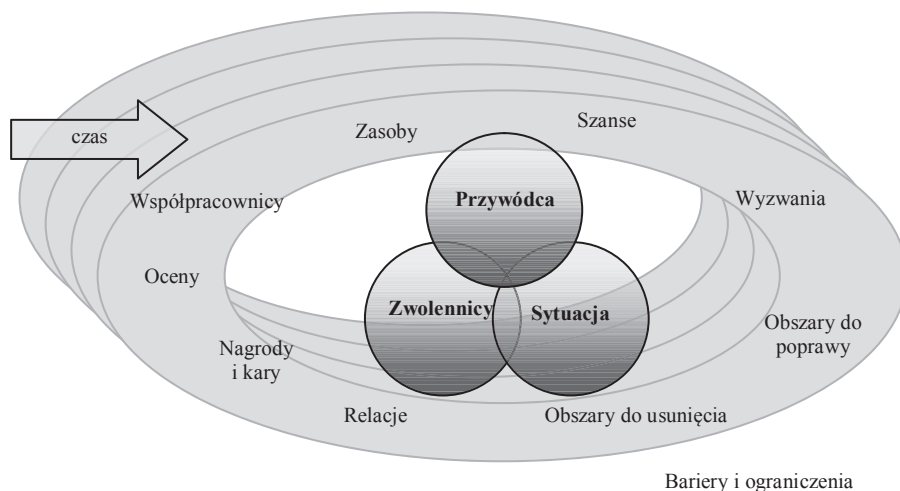 Szanse
Zasoby
czas
Współpracownicy
Przywódca
Wyzwania
Oceny
Zwolennicy
Sytuacja
Obszary do
poprawy
Nagrody
i kary
Relacje
Obszary do usunięcia
Bariery i ograniczenia